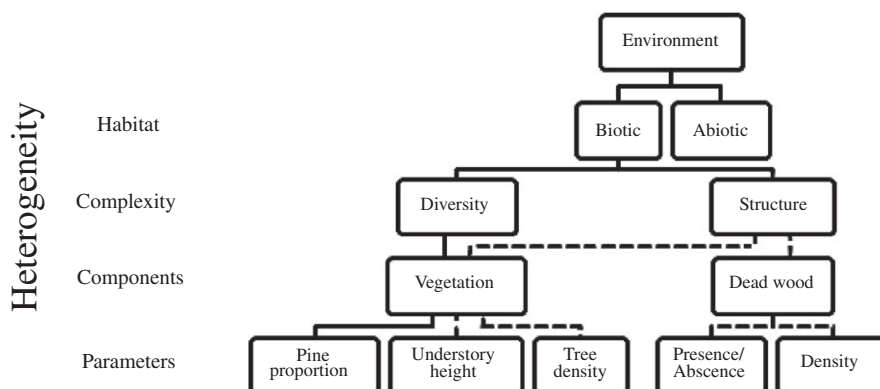 Environment
Heterogeneity
Habitat
Biotic
Abiotic
Complexity
Diversity
Structure
Components
Vegetation
Dead wood
Parameters
Pine
proportion
Understory
height
Tree
density
Presence/
Abscence
Density